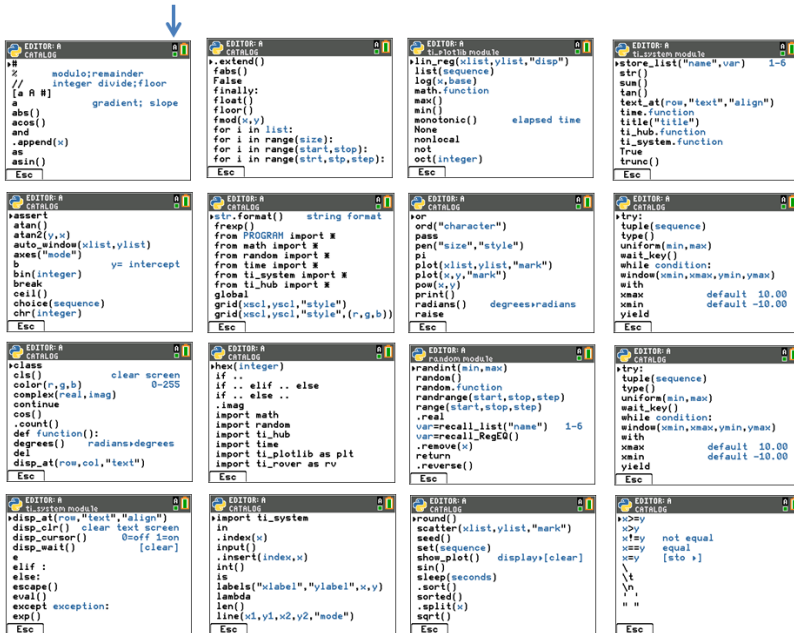 EDITOR: A
CATALOG
▸#
%      modulo;remainder
//     integer divide;floor
[a A #]
a      gradient; slope
abs()
acos()
and
.append(x)
as
asin()
Esc
EDITOR: A
CATALOG
▸assert
atan()
atan2(y,x)
auto_window(xlist,ylist)
axes("mode")
b      y= intercept
bin(integer)
break
ceil()
choice(sequence)
chr(integer)
Esc
EDITOR: A
CATALOG
▸class
cls()      clear screen
color(r,g,b)      0-255
complex(real,imag)
continue
cos()
.count()
def function():
degrees()      radians▸degrees
del
disp_at(row,col,"text")
Esc
EDITOR: A
ti_system module
▸disp_at(row,"text","align")
disp_clr()  clear text screen
disp_cursor()      0=off 1=on
disp_wait()      [clear]
e
elif :
else:
escape()
eval()
except exception:
exp()
Esc
EDITOR: A
CATALOG
▸.extend()
fabs()
False
finally:
float()
floor()
fmod(x,y)
for i in list:
for i in range(size):
for i in range(start,stop):
for i in range(strt,stp,step):
Esc
EDITOR: A
CATALOG
▸str.format()      string format
frexp()
from PROGRAM import *
from math import *
from random import *
from time import *
from ti_system import *
from ti_hub import *
global
grid(xscl,yscl,"style")
grid(xscl,yscl,"style",(r,g,b))
Esc
EDITOR: A
CATALOG
▸hex(integer)
if ..
if .. elif .. else
if .. else ..
.imag
import math
import random
import ti_hub
import time
import ti_plotlib as plt
import ti_rover as rv
Esc
EDITOR: A
CATALOG
▸import ti_system
in
.index(x)
input()
.insert(index,x)
int()
is
labels("xlabel","ylabel",x,y)
lambda
len()
line(x1,y1,x2,y2,"mode")
Esc
EDITOR: A
ti_plotlib module
▸lin_reg(xlist,ylist,"disp")
list(sequence)
log(x,base)
math.function
max()
min()
monotonic()      elapsed time
None
nonlocal
not
oct(integer)
Esc
EDITOR: A
CATALOG
▸or
ord("character")
pass
pen("size","style")
pi
plot(xlist,ylist,"mark")
plot(x,y,"mark")
pow(x,y)
print()
radians()      degrees▸radians
raise
Esc
EDITOR: A
random module
▸randint(min,max)
random()
random.function
randrange(start,stop,step)
range(start,stop,step)
.real
var=recall_list("name")  1-6
var=recall_RegEQ()
.remove(x)
return
.reverse()
Esc
EDITOR: A
CATALOG
▸round()
scatter(xlist,ylist,"mark")
seed()
set(sequence)
show_plot()      display▸[clear]
sin()
sleep(seconds)
.sort()
sorted()
.split(x)
sqrt()
Esc
EDITOR: A
ti_system module
▸store_list("name",var)  1-6
str()
sum()
tan()
text_at(row,"text","align")
time.function
title("title")
ti_hub.function
ti_system.function
True
trunc()
Esc
EDITOR: A
CATALOG
▸try:
tuple(sequence)
type()
uniform(min,max)
wait_key()
while condition:
window(xmin,xmax,ymin,ymax)
with
xmax      default  10.00
xmin      default -10.00
yield
Esc
EDITOR: A
CATALOG
▸try:
tuple(sequence)
type()
uniform(min,max)
wait_key()
while condition:
window(xmin,xmax,ymin,ymax)
with
xmax      default  10.00
xmin      default -10.00
yield
Esc
EDITOR: A
CATALOG
▸x>=y
x>y
x!=y   not equal
x==y   equal
x=y    [sto ▸]
\
\t
\n
' '
" "
Esc